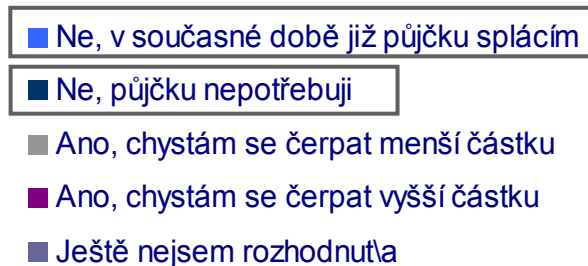 Ne, v současné době již půjčku splácím
Ne, půjčku nepotřebuji
Ano, chystám se čerpat menší částku
Ano, chystám se čerpat vyšší částku
Ještě nejsem rozhodnut\a